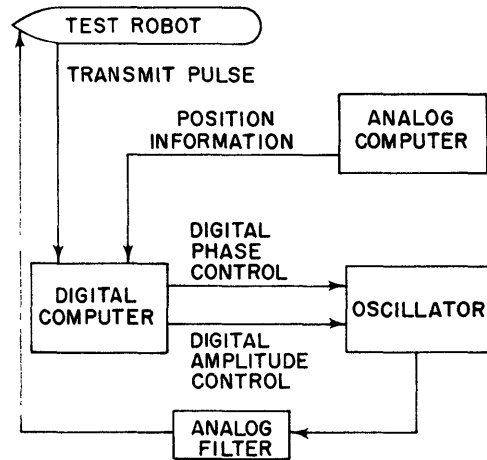 TEST ROBOT
TRANSMIT PULSE
POSITION
INFORMATION
ANALOG
COMPUTER
DIGITAL
PHASE
CONTROL
DIGITAL
COMPUTER
OSCILLATOR
DIGITAL
AMPLITUDE
CONTROL
ANALOG
FILTER